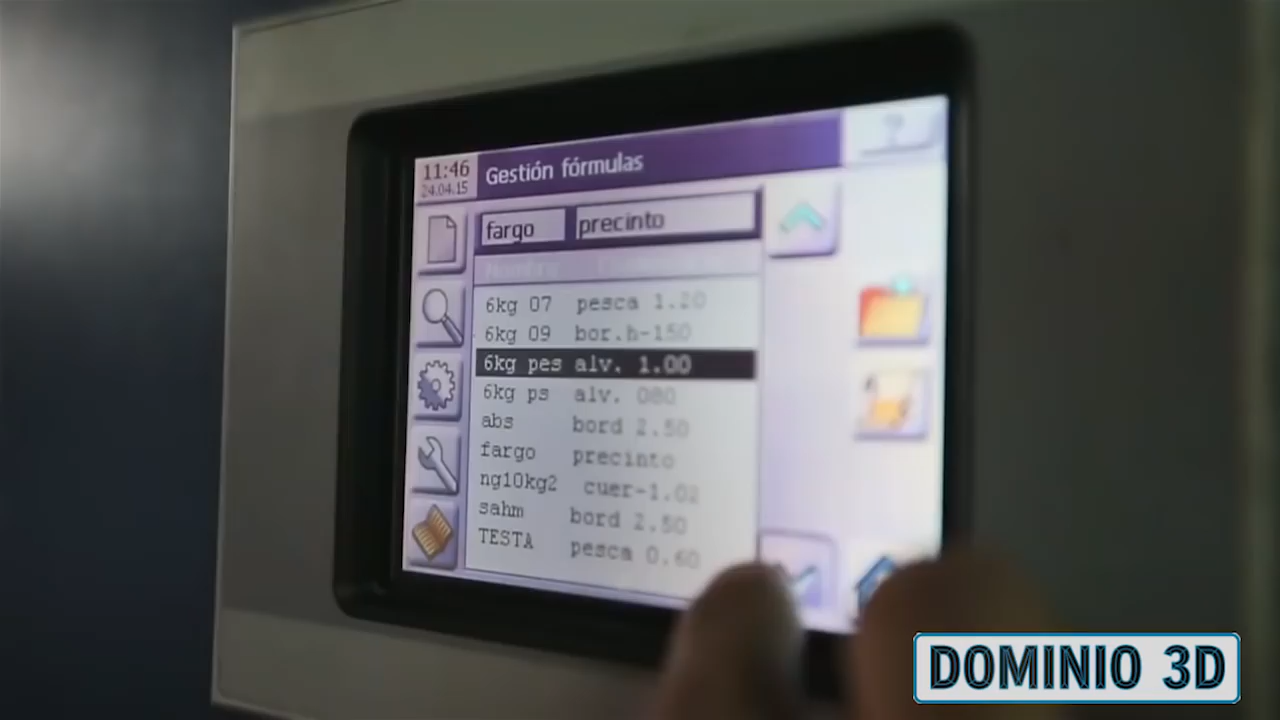 11:46
24.04.15
Gestión fórmulas
?
fargo precinto
6kg 07 pesca 1.20
6kg 09 bor.h-150
6kg pes alv. 1.00
6kg ps alv. 080
abs bord 2.50
fargo precinto
ng10kg2 cuer-1.02
sahm bord 2.50
TESTA pesca 0.60
DOMINIO 3D